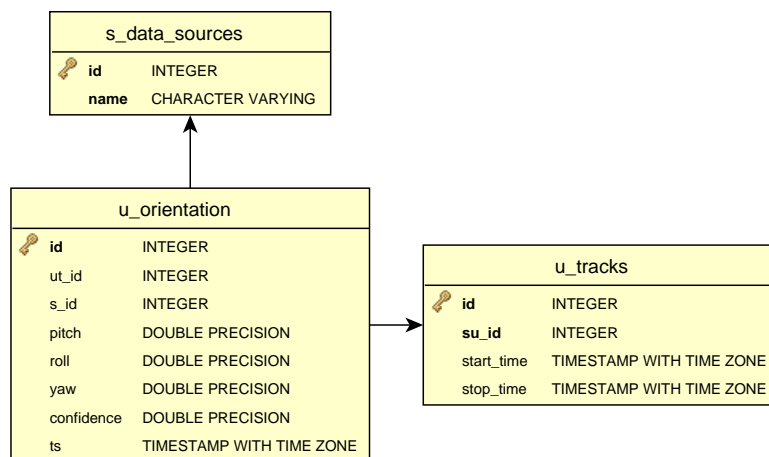 s_data_sources
id INTEGER
name CHARACTER VARYING
u_orientation
id INTEGER
ut_id INTEGER
s_id INTEGER
pitch DOUBLE PRECISION
roll DOUBLE PRECISION
yaw DOUBLE PRECISION
confidence DOUBLE PRECISION
ts TIMESTAMP WITH TIME ZONE
u_tracks
id INTEGER
su_id INTEGER
start_time TIMESTAMP WITH TIME ZONE
stop_time TIMESTAMP WITH TIME ZONE